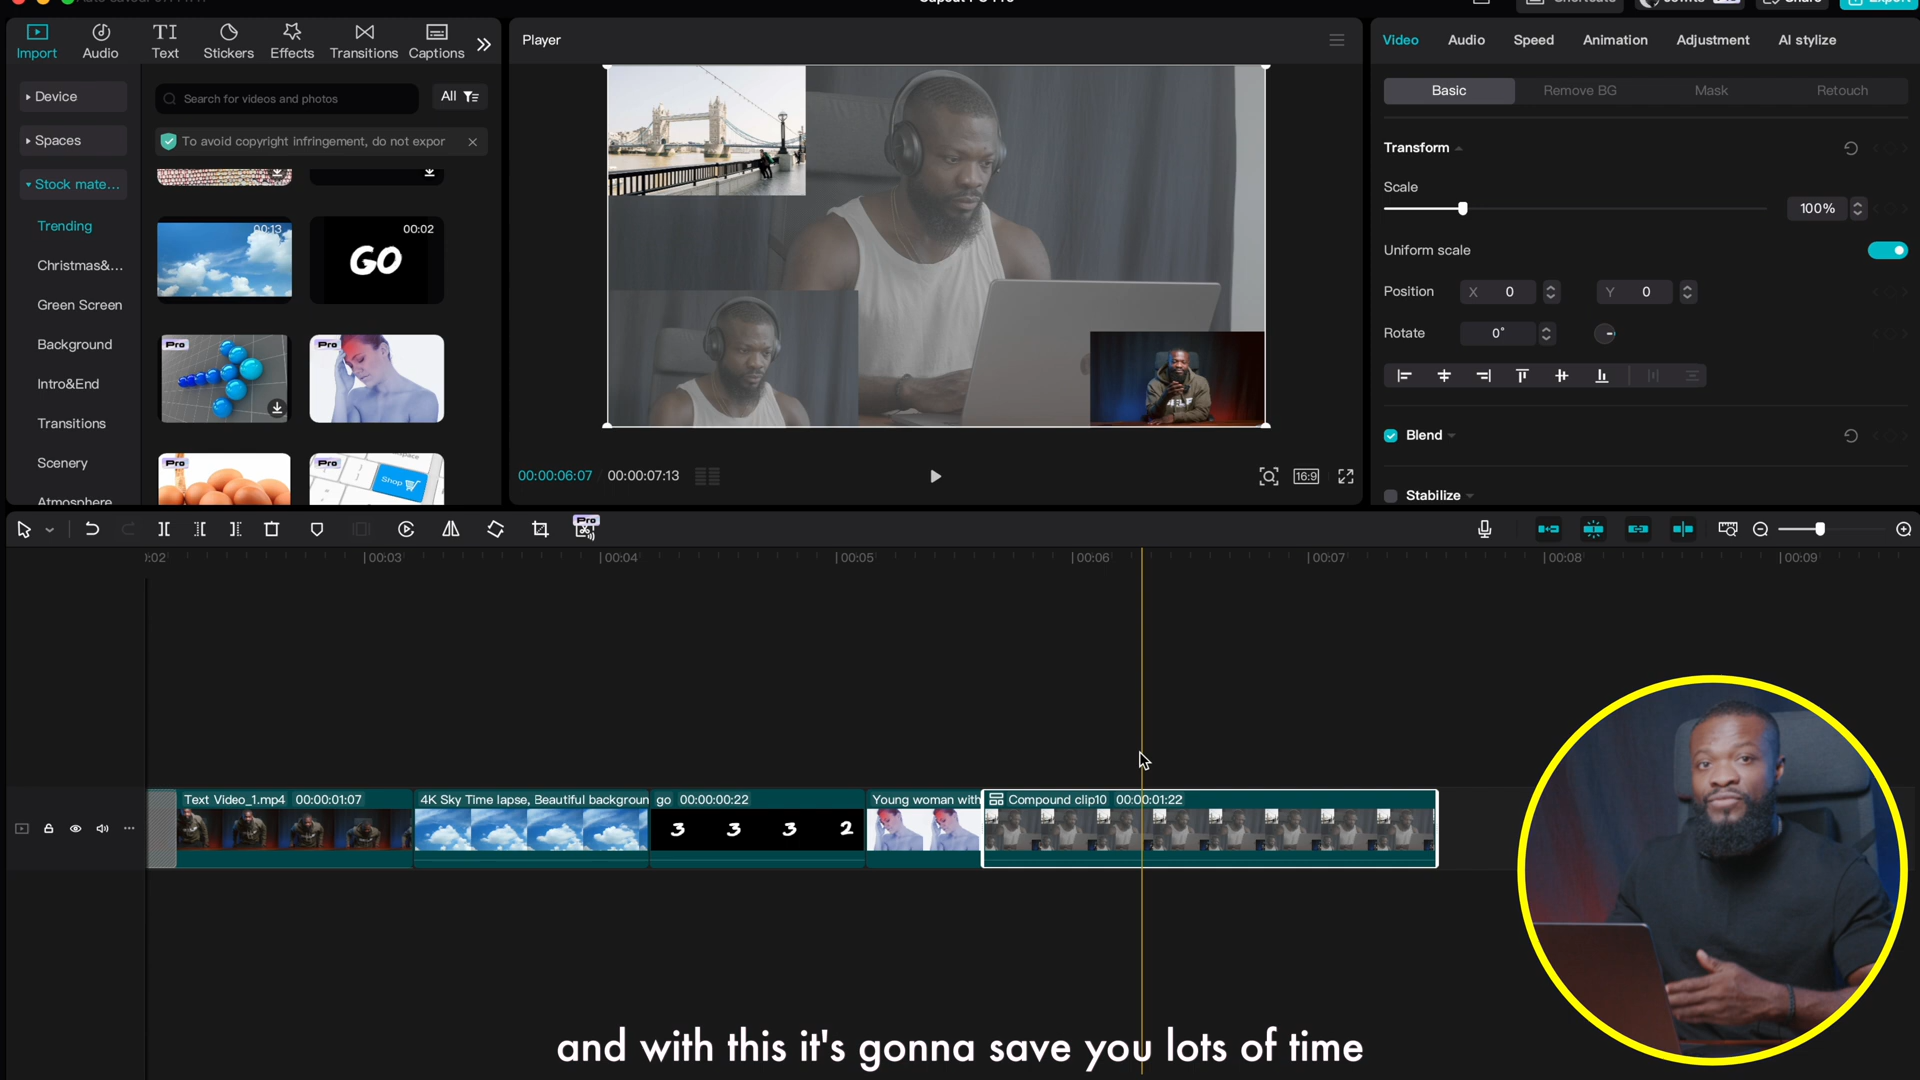 Import
Audio
Text
Stickers
Effects
Transitions
Captions
Device
Spaces
Stock mate...
Trending
Christmas&...
Green Screen
Background
Intro&End
Transitions
Scenery
Atmosphere
Search for videos and photos
All
To avoid copyright infringement, do not expor
00:13
00:02
GO
Pro
Pro
Pro
Pro
Shop
Player
00:00:06:07
00:00:07:13
16:9
Video
Audio
Speed
Animation
Adjustment
AI stylize
Basic
Remove BG
Mask
Retouch
Transform
Scale
100%
Uniform scale
Position
X 0
Y 0
Rotate
0°
Blend
Stabilize
Pro
00:03
00:04
00:05
00:06
00:07
00:08
00:09
Text Video_1.mp4 00:00:01:07
4K Sky Time lapse, Beautiful backgroun
go 00:00:00:22
3 3 3 2
Young woman with
Compound clip10 00:00:01:22
and with this it's gonna save you lots of time